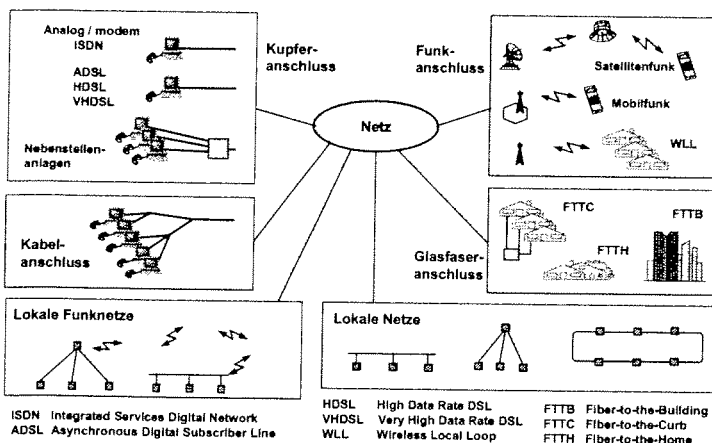 Analog / modem
ISDN
ADSL
HDSL
VHDSL
Nebenstellen-
anlagen
Kupfer-
anschluss
Funk-
anschluss
Satellitenfunk
Mobilfunk
WLL
Netz
Kabel-
anschluss
Glasfaser-
anschluss
FTTC
FTTB
FTTH
Lokale Funknetze
Lokale Netze
ISDN Integrated Services Digital Network
ADSL Asynchronous Digital Subscriber Line
HDSL High Data Rate DSL
VHDSL Very High Data Rate DSL
WLL Wireless Local Loop
FTTB Fiber-to-the-Building
FTTC Fiber-to-the-Curb
FTTH Fiber-to-the-Home